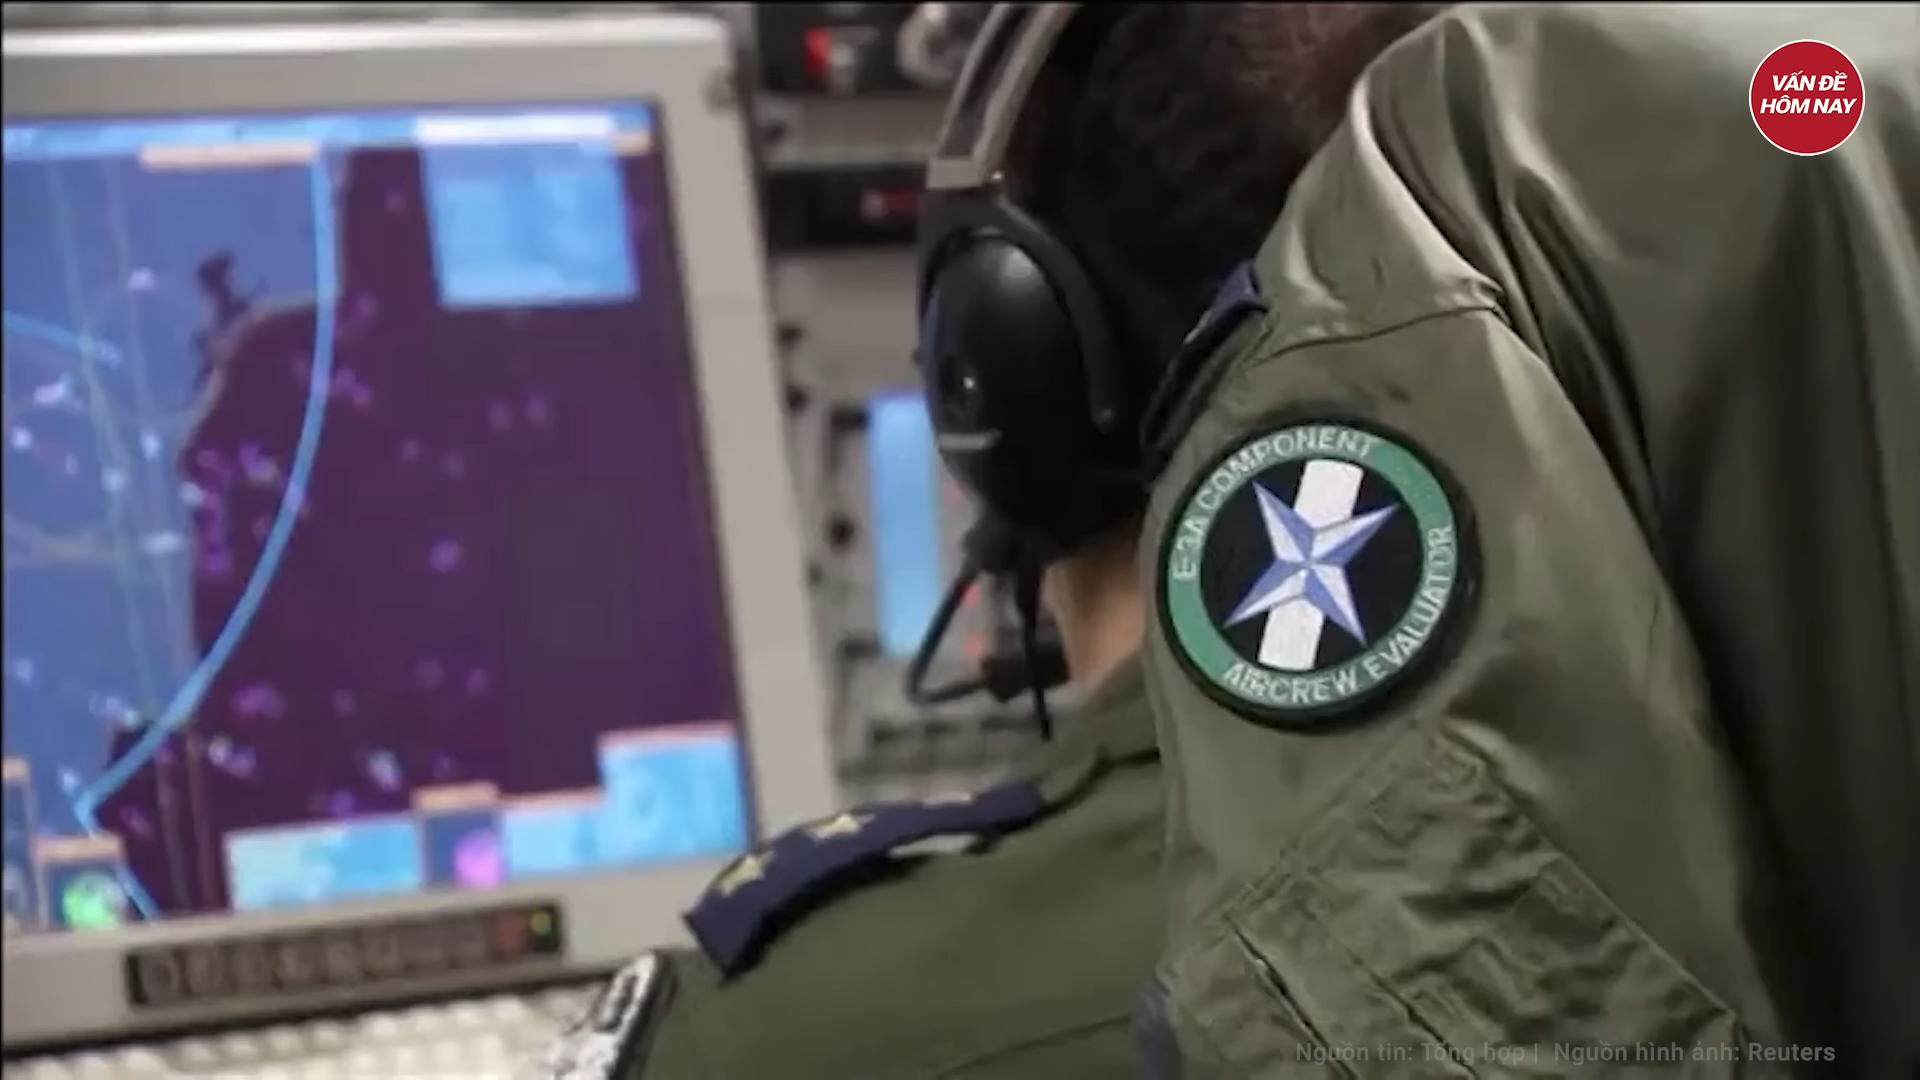 VẤN ĐỀ
HÔM NAY
E-3A COMPONENT
AIRCREW EVALUATOR
Nguồn tin: Tổng hợp | Nguồn hình ảnh: Reuters